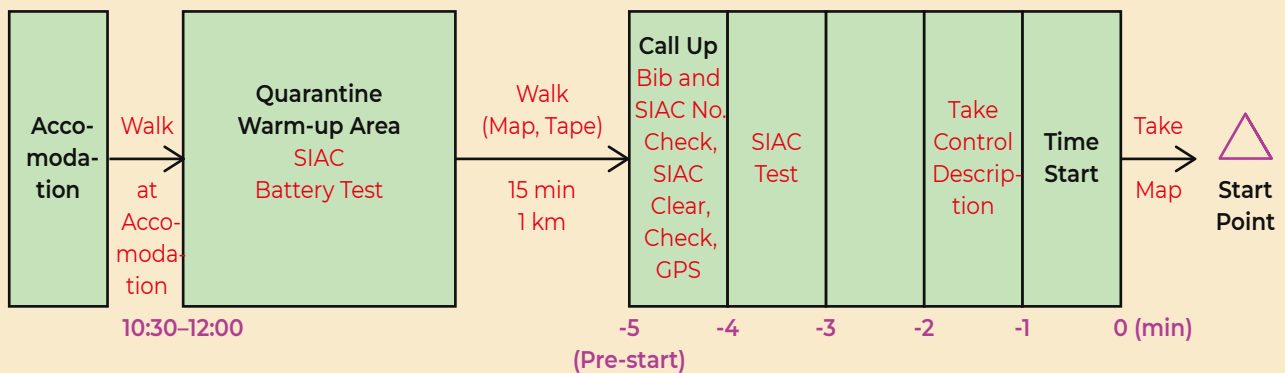 Acco-
moda-
tion
Walk
at
Acco-
moda-
tion
10:30–12:00
Quarantine
Warm-up Area
SIAC
Battery Test
Walk
(Map, Tape)
15 min
1 km
Call Up
Bib and
SIAC No.
Check,
SIAC
Clear,
Check,
GPS
SIAC
Test
Take
Control
Descrip-
tion
Time
Start
Take
Map
Start
Point
-5
-4
-3
-2
-1
0 (min)
(Pre-start)